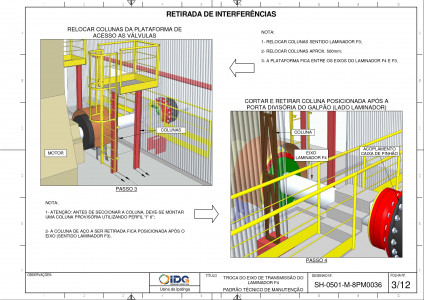 RETIRADA DE INTERFERÊNCIAS
RELOCAR COLUNAS DA PLATAFORMA DE
ACESSO AS VÁLVULAS
NOTA:
1- RELOCAR COLUNAS SENTIDO LAMINADOR F3;
2- RELOCAR COLUNAS APROX. 500mm;
3- A PLATAFORMA FICA ENTRE OS EIXOS DO LAMINADOR F4 E F3.
MOTOR
COLUNAS
PASSO 3
CORTAR E RETIRAR COLUNA POSICIONADA APÓS A
PORTA DIVISÓRIA DO GALPÃO (LADO LAMINADOR)
COLUNA
EIXO
LAMINADOR F4
ACOPLAMENTO
CAIXA DE PINHÃO
PASSO 4
NOTA:
1- ATENÇÃO: ANTES DE SECCIONAR A COLUNA, DEVE-SE MONTAR
UMA COLUNA PROVISÓRIA UTILIZANDO PERFIL "I" 6";
2- A COLUNA DE AÇO A SER RETIRADA FICA POSICIONADA APÓS O
EIXO (SENTIDO LAMINADOR F3).
OBSERVAÇÕES:
Usina de Ipatinga
TÍTULO
TROCA DO EIXO DE TRANSMISSÃO DO
LAMINADOR F4
PADRÃO TÉCNICO DE MANUTENÇÃO
DESENHO Nº
SH-0501-M-8PM0036
3/12